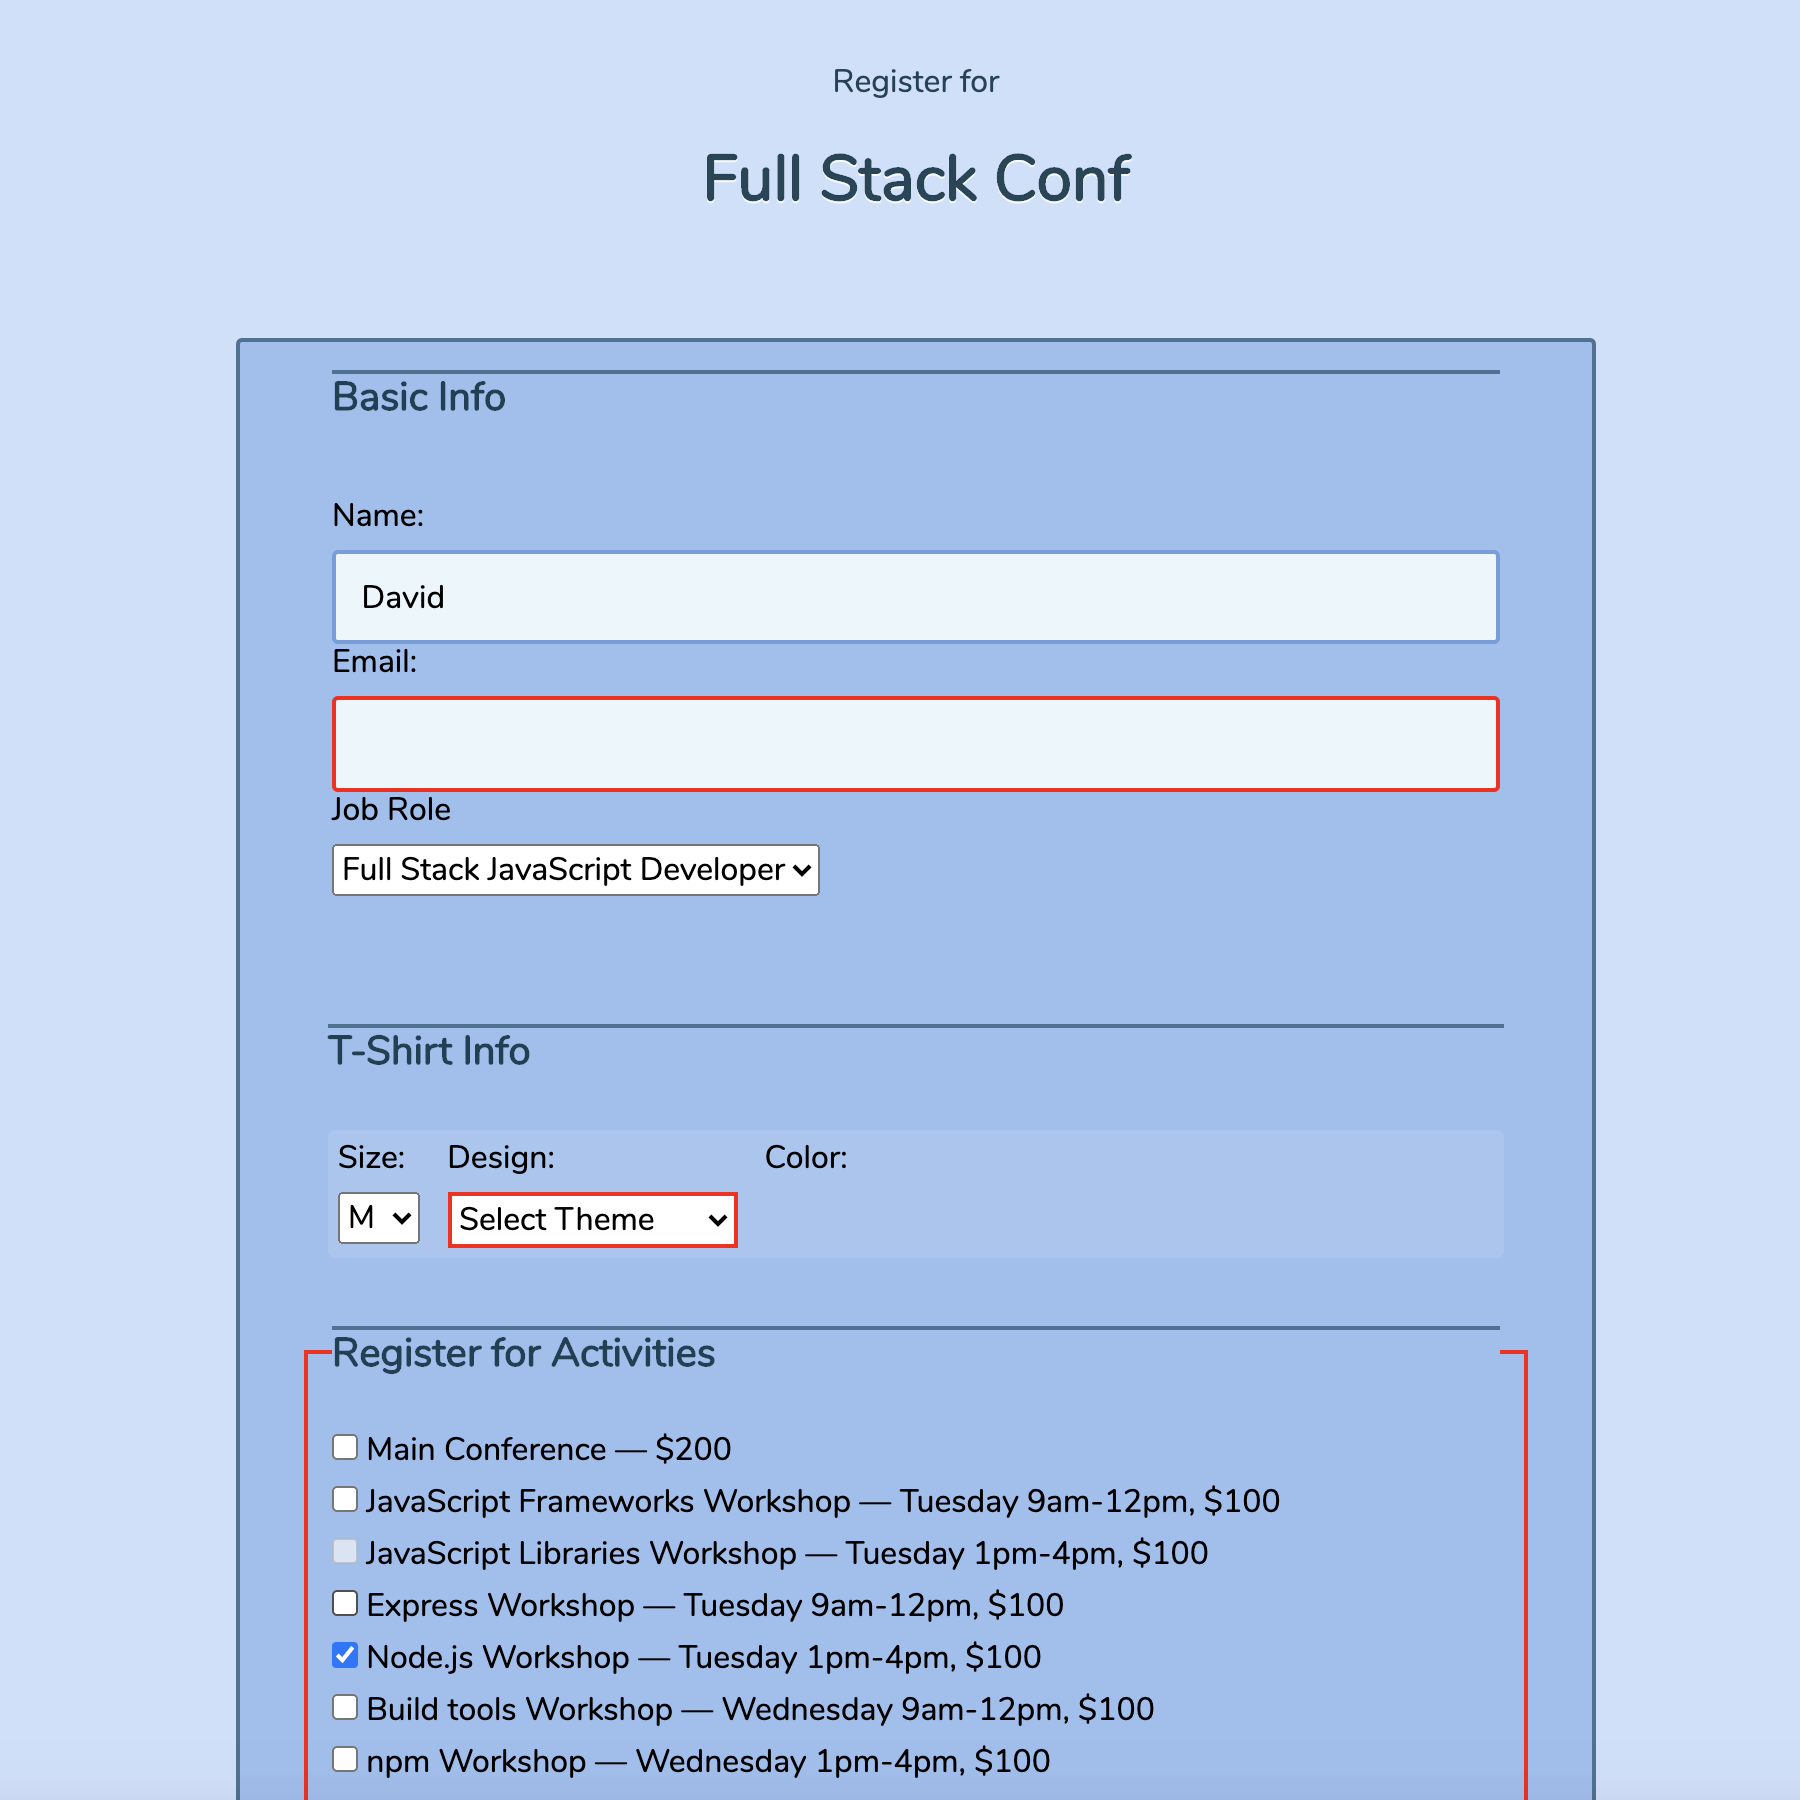 Register for
Full Stack Conf
Basic Info
Name:
David
Email:
Job Role
Full Stack JavaScript Developer
T-Shirt Info
Size: Design: Color:
M Select Theme
Register for Activities
Main Conference — $200
JavaScript Frameworks Workshop — Tuesday 9am-12pm, $100
JavaScript Libraries Workshop — Tuesday 1pm-4pm, $100
Express Workshop — Tuesday 9am-12pm, $100
Node.js Workshop — Tuesday 1pm-4pm, $100
Build tools Workshop — Wednesday 9am-12pm, $100
npm Workshop — Wednesday 1pm-4pm, $100